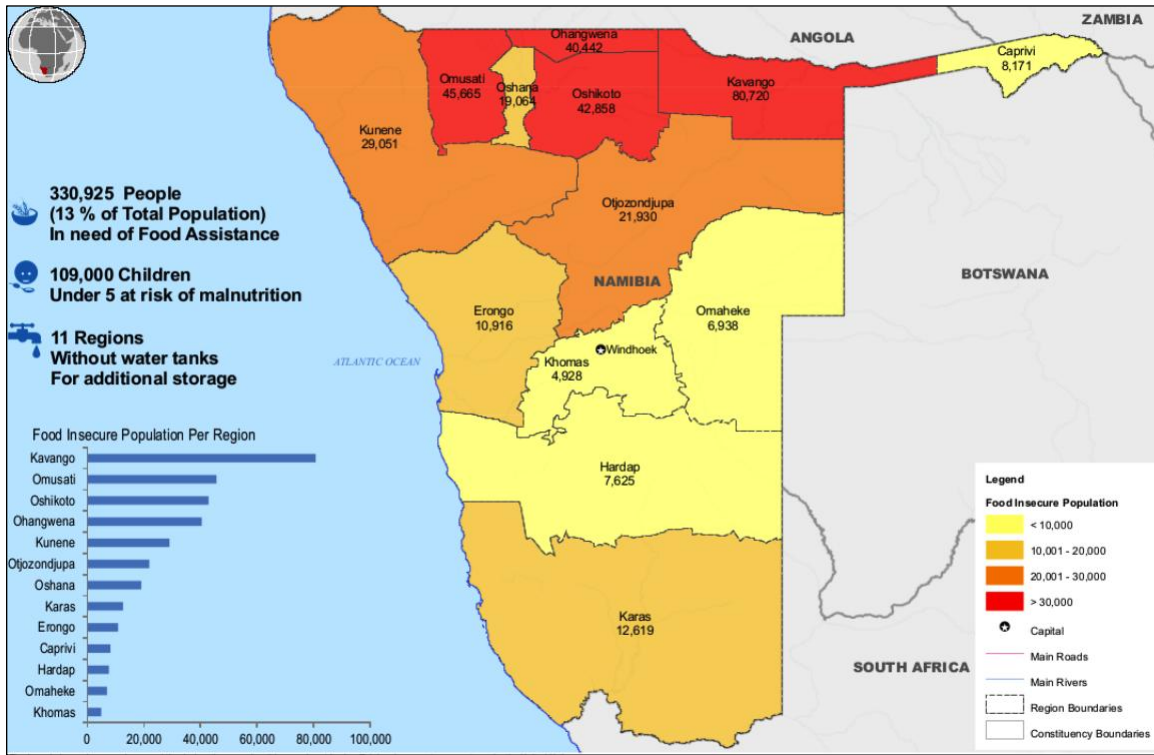 ZAMBIA
ANGOLA
Ohangwena
40,442
Caprivi
8,171
Omusati
45,665
Oshana
19,064
Oshikoto
42,858
Kavango
80,720
Kunene
29,051
330,925 People
(13 % of Total Population)
In need of Food Assistance
Otjozondjupa
21,930
109,000 Children
Under 5 at risk of malnutrition
NAMIBIA
BOTSWANA
Erongo
10,916
Omaheke
6,938
11 Regions
Without water tanks
For additional storage
ATLANTIC OCEAN
Windhoek
Khomas
4,928
Hardap
7,625
Karas
12,619
SOUTH AFRICA
Food Insecure Population Per Region
Kavango
Omusati
Oshikoto
Ohangwena
Kunene
Otjozondjupa
Oshana
Karas
Erongo
Caprivi
Hardap
Omaheke
Khomas
0 20,000 40,000 60,000 80,000 100,000
Legend
Food Insecure Population
< 10,000
10,001 - 20,000
20,001 - 30,000
> 30,000
Capital
Main Roads
Main Rivers
Region Boundaries
Constituency Boundaries